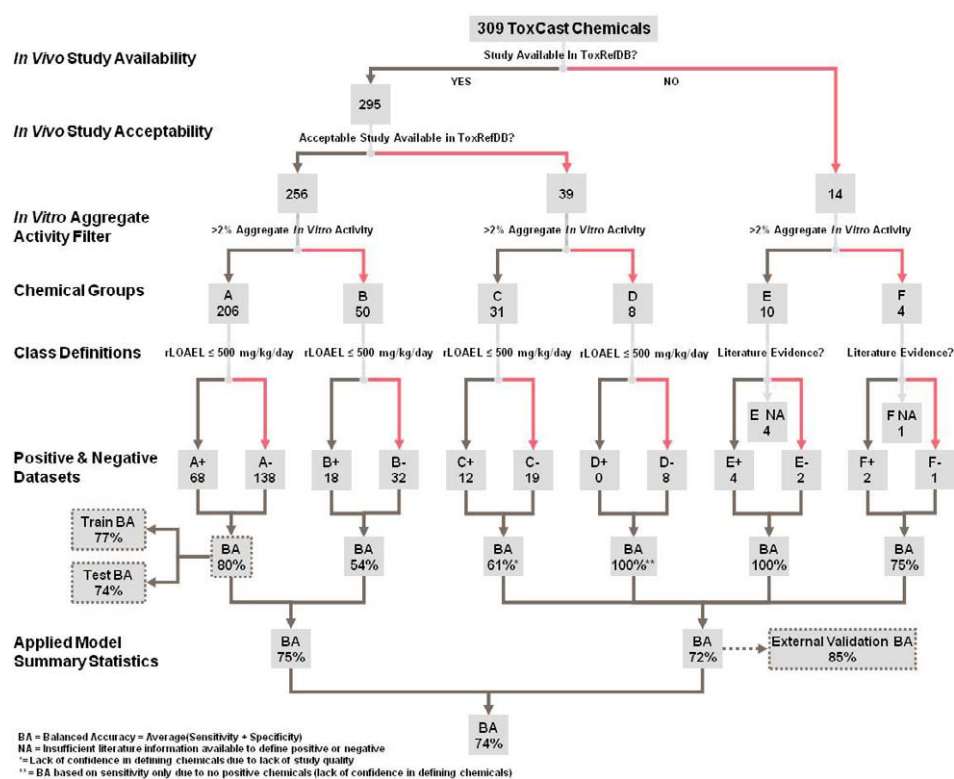 309 ToxCast Chemicals
In Vivo Study Availability
Study Available In ToxRefDB?
YES
NO
295
In Vivo Study Acceptability
Acceptable Study Available in ToxRefDB?
256
39
14
In Vitro Aggregate
Activity Filter
>2% Aggregate In Vitro Activity
>2% Aggregate In Vitro Activity
>2% Aggregate In Vitro Activity
Chemical Groups
A
206
B
50
C
31
D
8
E
10
F
4
Class Definitions
rLOAEL ≤ 500 mg/kg/day
rLOAEL ≤ 500 mg/kg/day
rLOAEL ≤ 500 mg/kg/day
rLOAEL ≤ 500 mg/kg/day
Literature Evidence?
Literature Evidence?
E NA
4
F NA
1
Positive & Negative
Datasets
A+
68
A-
138
B+
18
B-
32
C+
12
C-
19
D+
0
D-
8
E+
4
E-
2
F+
2
F-
1
Train BA
77%
Test BA
74%
BA
80%
BA
54%
BA
61%*
BA
100%**
BA
100%
BA
75%
Applied Model
Summary Statistics
BA
75%
BA
72%
External Validation BA
85%
BA
74%
BA = Balanced Accuracy = Average(Sensitivity + Specificity)
NA = Insufficient literature information available to define positive or negative
*= Lack of confidence in defining chemicals due to lack of study quality
** = BA based on sensitivity only due to no positive chemicals (lack of confidence in defining chemicals)